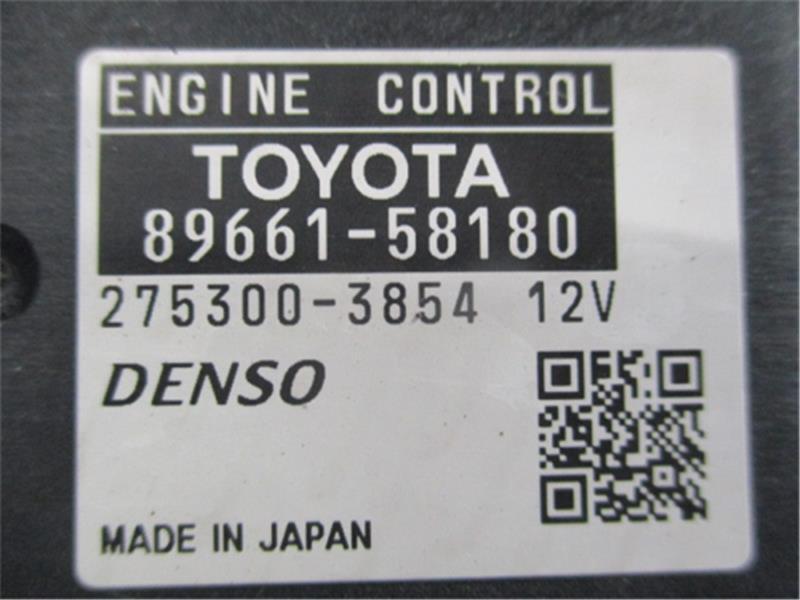 ENGINE CONTROL
TOYOTA
89661-58180
275300-3854 12V
DENSO
MADE IN JAPAN